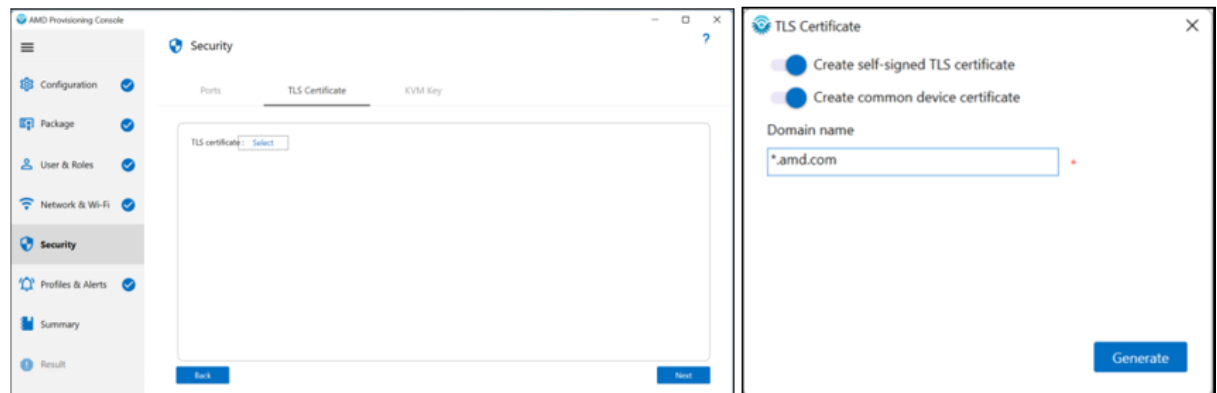 AMD Provisioning Console
Security
?
Configuration
Package
User & Roles
Network & Wi-Fi
Security
Profiles & Alerts
Summary
Result
Ports TLS Certificate KVM Key
TLS certificate : Select
Back Next
TLS Certificate
Create self-signed TLS certificate
Create common device certificate
Domain name
*.amd.com *
Generate